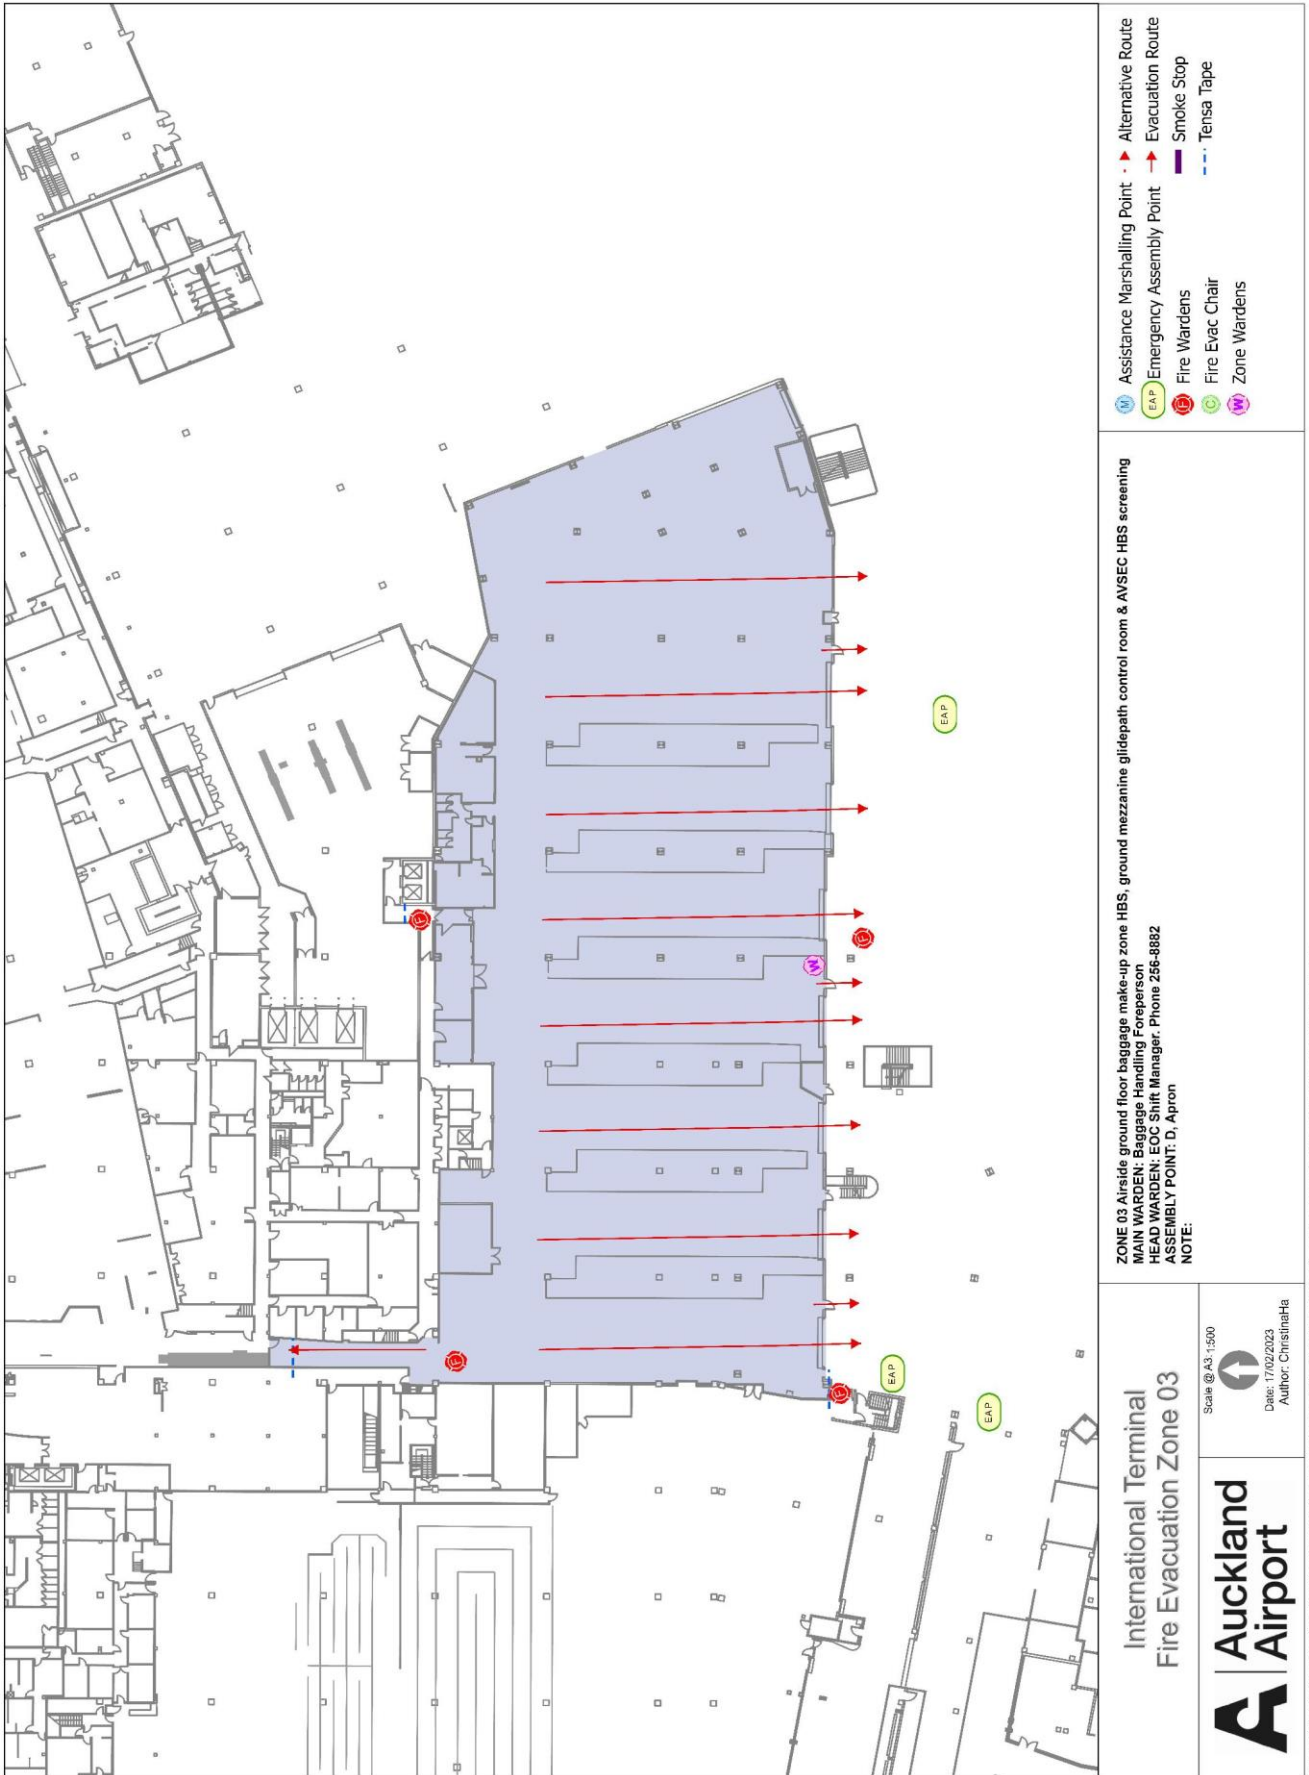 International Terminal
Fire Evacuation Zone 03
A Auckland
Airport
Scale @ A3: 1:500
Date: 17/02/2023
Author: ChristinaHa
ZONE 03 Airside ground floor baggage make-up zone HBS, ground mezzanine glidepath control room & AVSEC HBS screening
MAIN WARDEN: Baggage Handling Foreperson
HEAD WARDEN: EOC Shift Manager. Phone 256-8882
ASSEMBLY POINT: D, Apron
NOTE:
M Assistance Marshalling Point
EAP Emergency Assembly Point
F Fire Wardens
C Fire Evac Chair
W Zone Wardens
Alternative Route
Evacuation Route
Smoke Stop
Tensa Tape
F
F
F
F
W
EAP
EAP
EAP